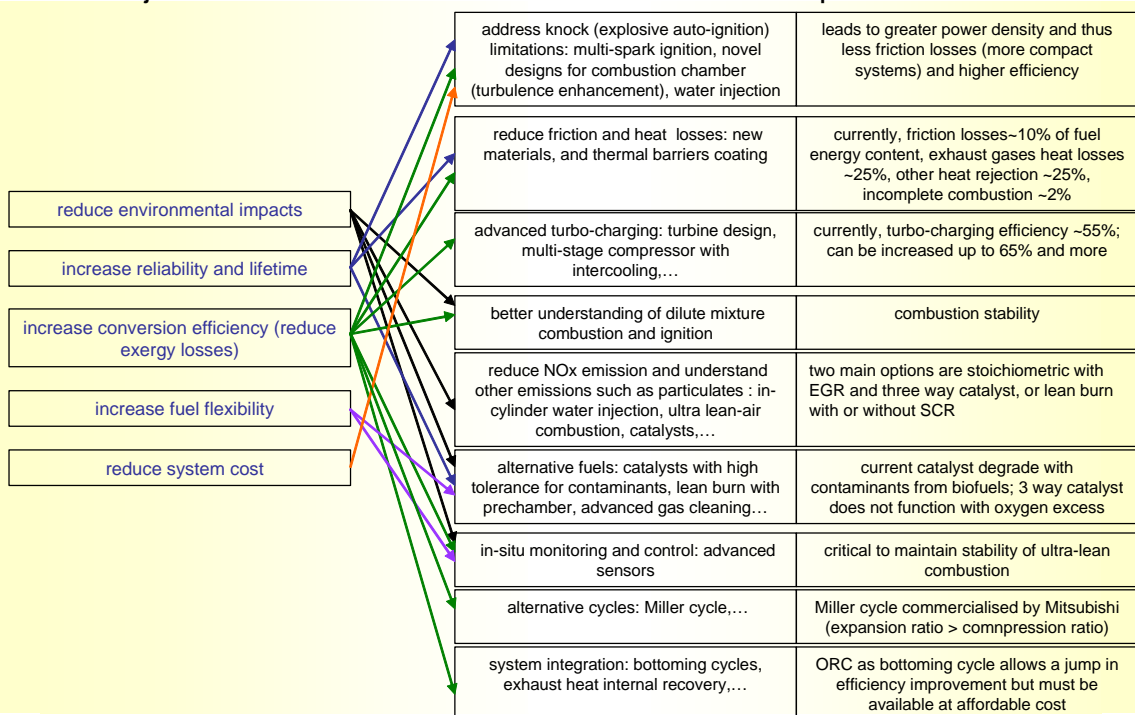 address knock (explosive auto-ignition)
limitations: multi-spark ignition, novel
designs for combustion chamber
(turbulence enhancement), water injection
leads to greater power density and thus
less friction losses (more compact
systems) and higher efficiency
reduce friction and heat losses: new
materials, and thermal barriers coating
currently, friction losses~10% of fuel
energy content, exhaust gases heat losses
~25%, other heat rejection ~25%,
incomplete combustion ~2%
reduce environmental impacts
increase reliability and lifetime
increase conversion efficiency (reduce
exergy losses)
increase fuel flexibility
reduce system cost
advanced turbo-charging: turbine design,
multi-stage compressor with
intercooling,…
currently, turbo-charging efficiency ~55%;
can be increased up to 65% and more
better understanding of dilute mixture
combustion and ignition
combustion stability
reduce NOx emission and understand
other emissions such as particulates : in-
cylinder water injection, ultra lean-air
combustion, catalysts,…
two main options are stoichiometric with
EGR and three way catalyst, or lean burn
with or without SCR
alternative fuels: catalysts with high
tolerance for contaminants, lean burn with
prechamber, advanced gas cleaning…
current catalyst degrade with
contaminants from biofuels; 3 way catalyst
does not function with oxygen excess
in-situ monitoring and control: advanced
sensors
critical to maintain stability of ultra-lean
combustion
alternative cycles: Miller cycle,…
Miller cycle commercialised by Mitsubishi
(expansion ratio > comnpression ratio)
system integration: bottoming cycles,
exhaust heat internal recovery,…
ORC as bottoming cycle allows a jump in
efficiency improvement but must be
available at affordable cost